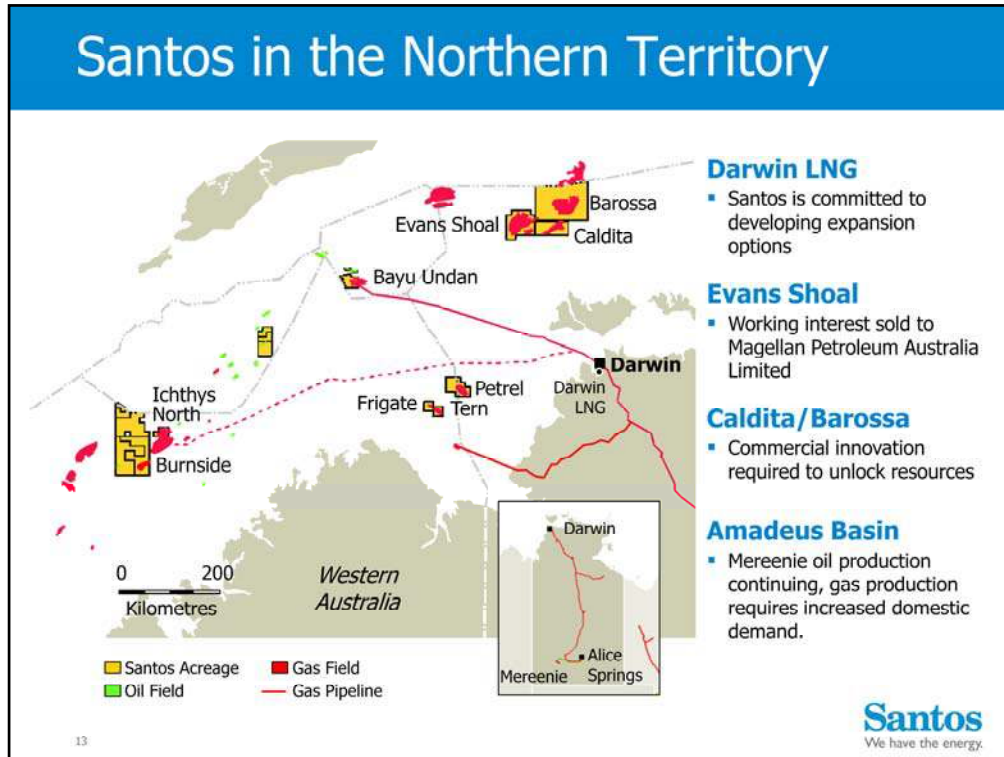 Santos in the Northern Territory
Barossa
Evans Shoal
Caldita
Bayu Undan
Darwin
Darwin
LNG
Petrel
Frigate
Tern
Ichthys
North
Burnside
0 200
Kilometres
Western
Australia
Darwin
Alice
Springs
Mereenie
Santos Acreage
Gas Field
Oil Field
Gas Pipeline
Darwin LNG
▪ Santos is committed to
developing expansion
options
Evans Shoal
▪ Working interest sold to
Magellan Petroleum Australia
Limited
Caldita/Barossa
▪ Commercial innovation
required to unlock resources
Amadeus Basin
▪ Mereenie oil production
continuing, gas production
requires increased domestic
demand.
13
Santos
We have the energy.